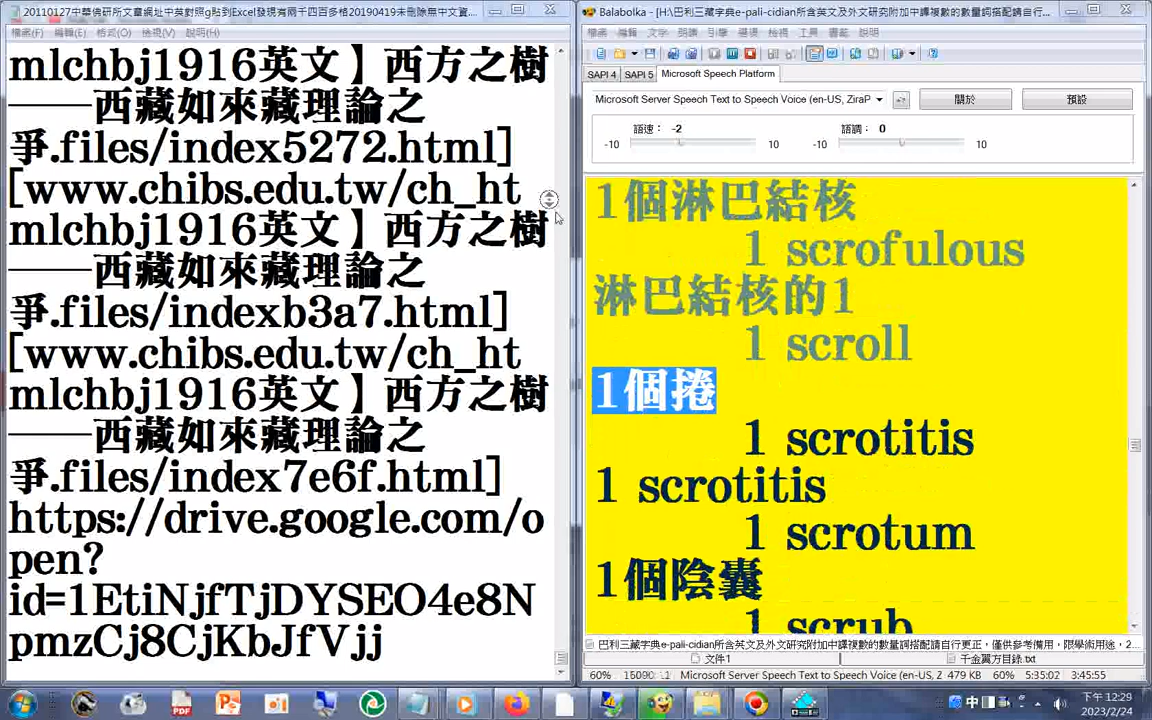 20110127中華佛研所文章網址中英對照g點到Excel發現有兩千四百多格20190419未刪除無中文資...
檔案(F) 編輯(E) 格式(O) 檢視(V) 說明(H)
mlchbj1916英文】西方之樹
——西藏如來藏理論之
爭.files/index5272.html]
[www.chibs.edu.tw/ch_ht
mlchbj1916英文】西方之樹
——西藏如來藏理論之
爭.files/indexb3a7.html]
[www.chibs.edu.tw/ch_ht
mlchbj1916英文】西方之樹
——西藏如來藏理論之
爭.files/index7e6f.html]
https://drive.google.com/o
pen?
id=1EtiNjfTjDYSEO4e8N
pmzCj8CjKbJfVjj
Balabolka - [H:\巴利三藏字典e-pali-cidian所含英文及外文研究附加中譯複數的數量詞搭配請自行...
檔案 編輯 文字 朗讀 引擎 選項 檢視 工具 書籤 說明
SAPI 4 SAPI 5 Microsoft Speech Platform
Microsoft Server Speech Text to Speech Voice (en-US, ZiraP
關於 預設
語速： -2 語調： 0
-10 10 -10 10
1個淋巴結核
1 scrofulous
淋巴結核的1
1 scroll
1個捲
1 scrotitis
1 scrotitis
1 scrotum
1個陰囊
1 scrub
巴利三藏字典e-pali-cidian所含英文及外文研究附加中譯複數的數量詞搭配請自行更正，僅供參考備用，限學術用途，2...
文件1 千金翼方目錄.txt
60% Microsoft Server Speech Text to Speech Voice (en-US, Z 479 KB 60% 5:35:02 3:45:55
中
下午 12:29
2023/2/24